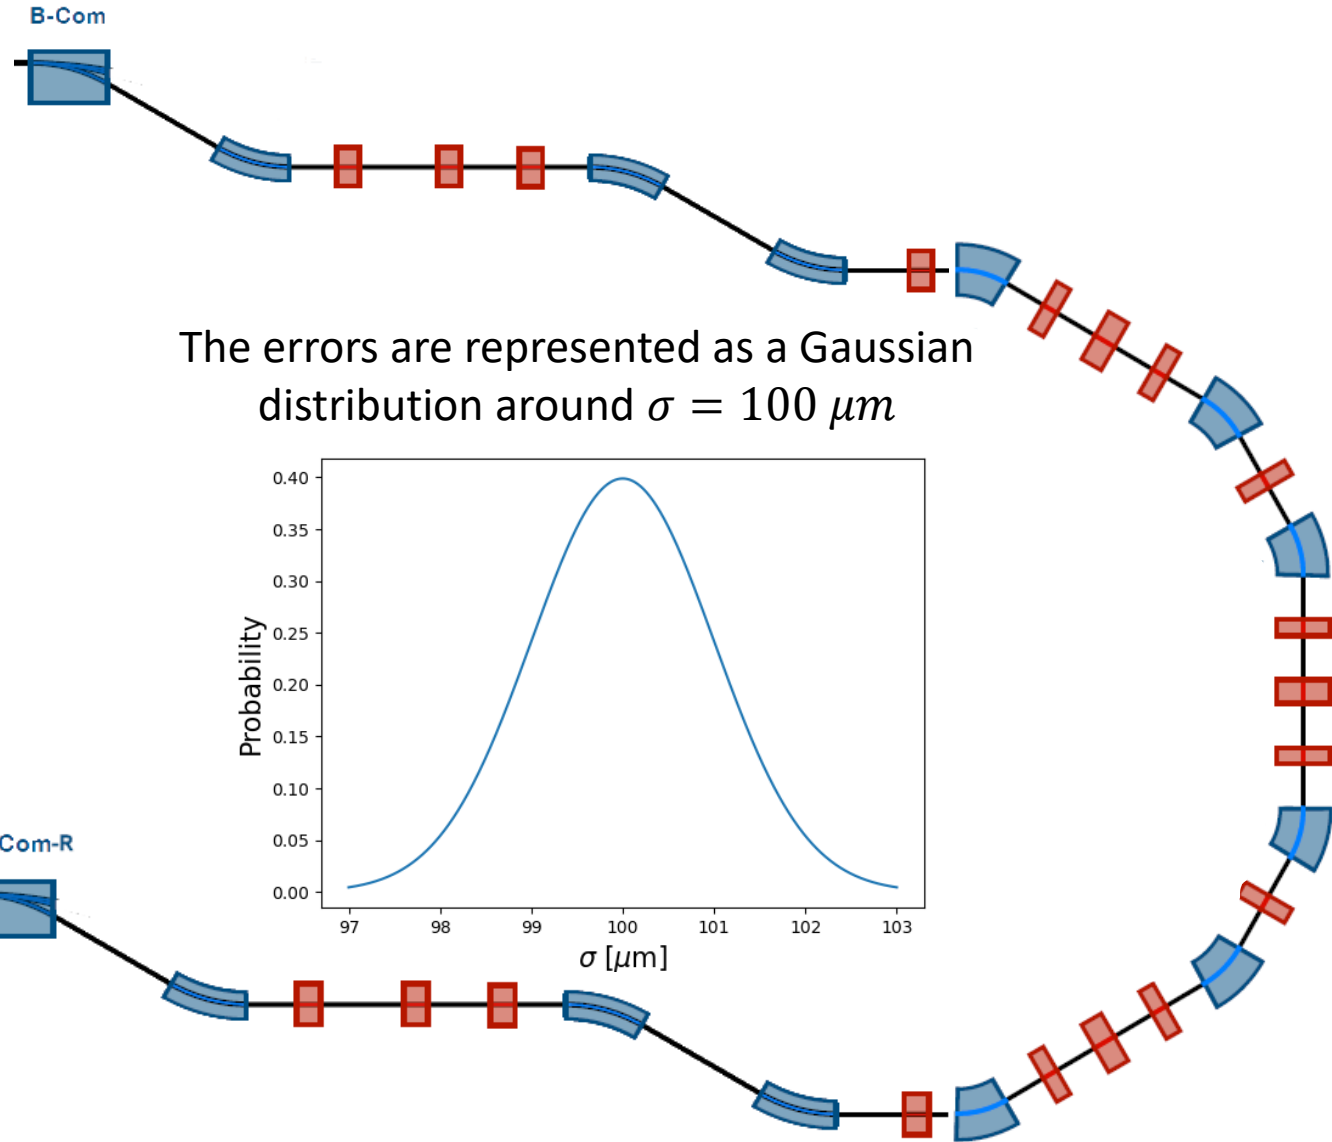 B-Com
The errors are represented as a Gaussian
distribution around σ = 100 μm
0.40
0.35
0.30
0.25
0.20
0.15
0.10
0.05
0.00
Probability
97 98 99 100 101 102 103
σ [μm]
Com-R